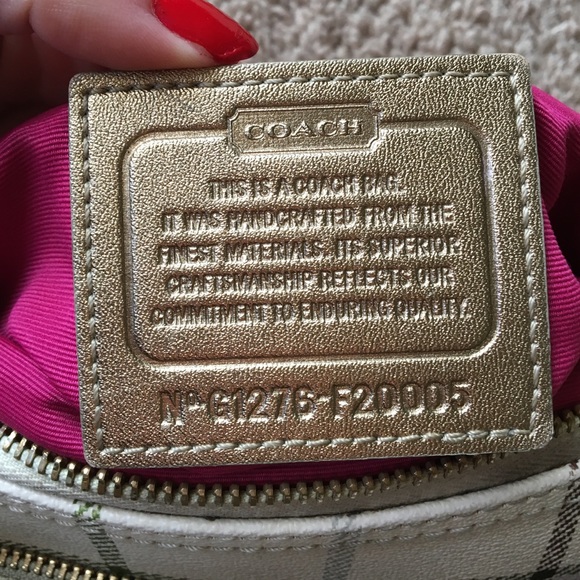 COACH
THIS IS A COACH BAG.
IT WAS HANDCRAFTED FROM THE
FINEST MATERIALS. ITS SUPERIOR
CRAFTSMANSHIP REFLECTS OUR
COMMITMENT TO ENDURING QUALITY.
Nº G1276-F20005